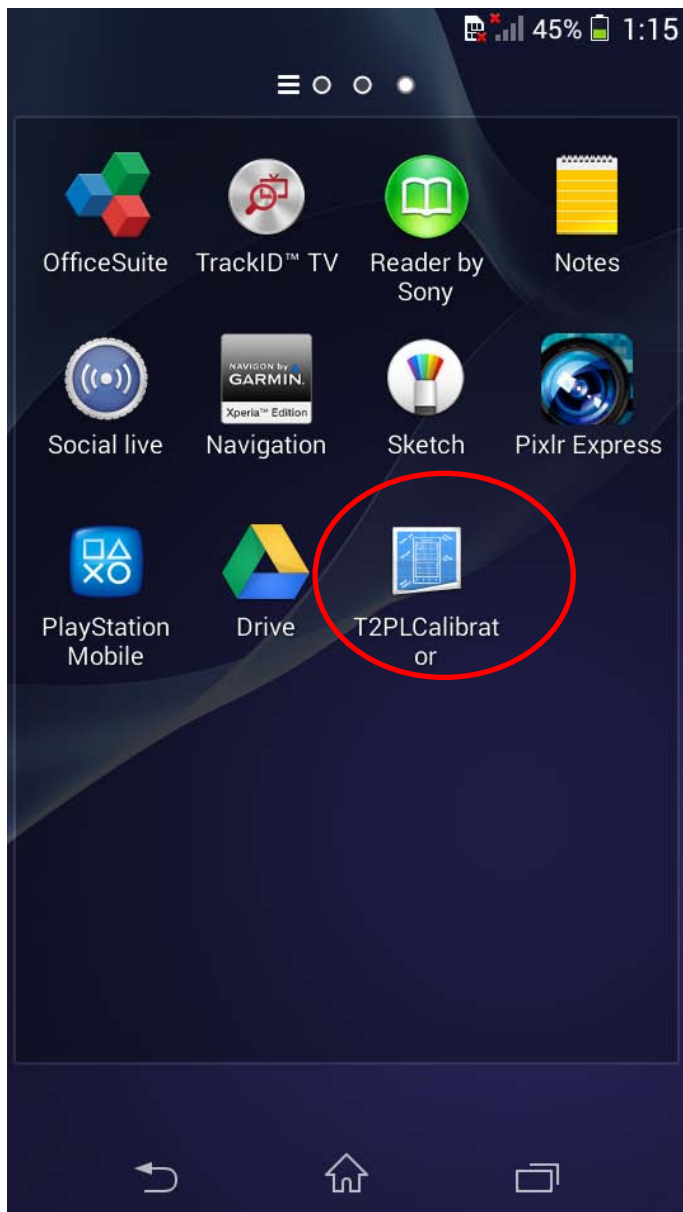 45% 1:15
OfficeSuite TrackID™ TV Reader by Sony Notes
NAVIGON by
GARMIN.
Xperia™ Edition
Social live Navigation Sketch Pixlr Express
PlayStation Mobile Drive T2PLCalibrat
or